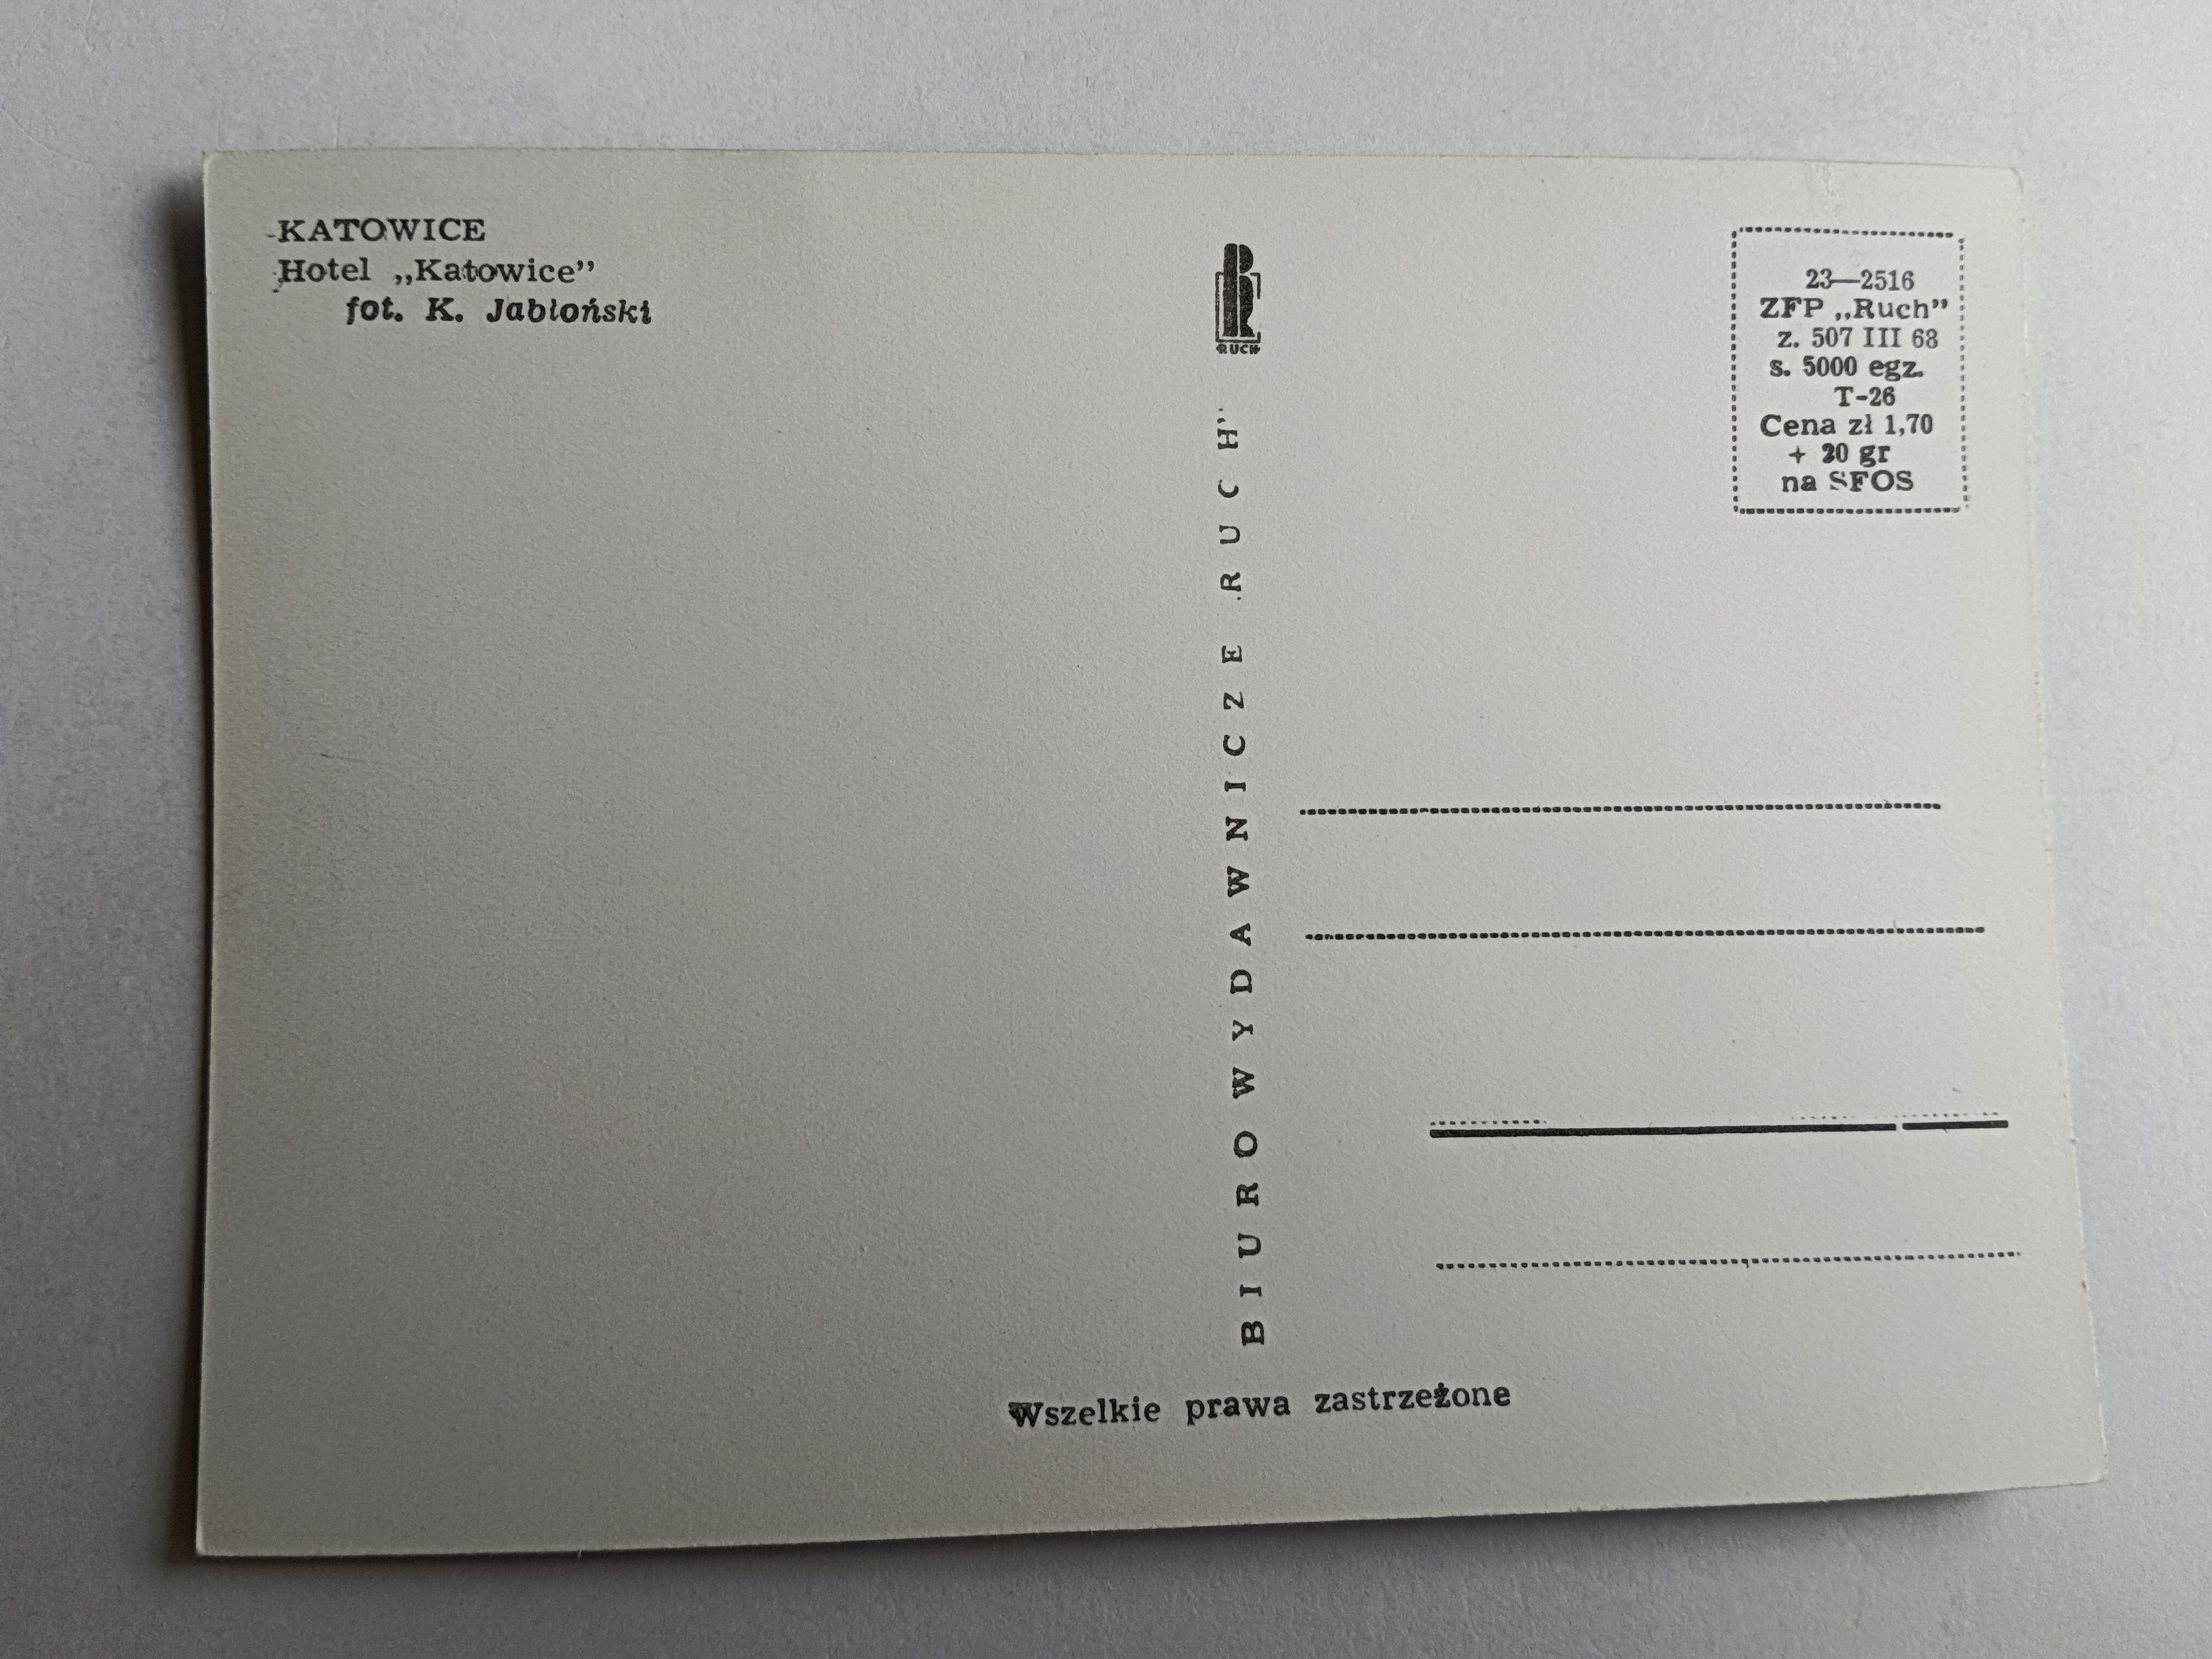 KATOWICE
Hotel „Katowice”
fot. K. Jabłoński
RUCH
BIURO WYDAWNICZE RUCH"
23—2516
ZFP „Ruch”
z. 507 III 68
s. 5000 egz.
T-26
Cena zł 1,70
+ 20 gr
na SFOS
Wszelkie prawa zastrzeżone